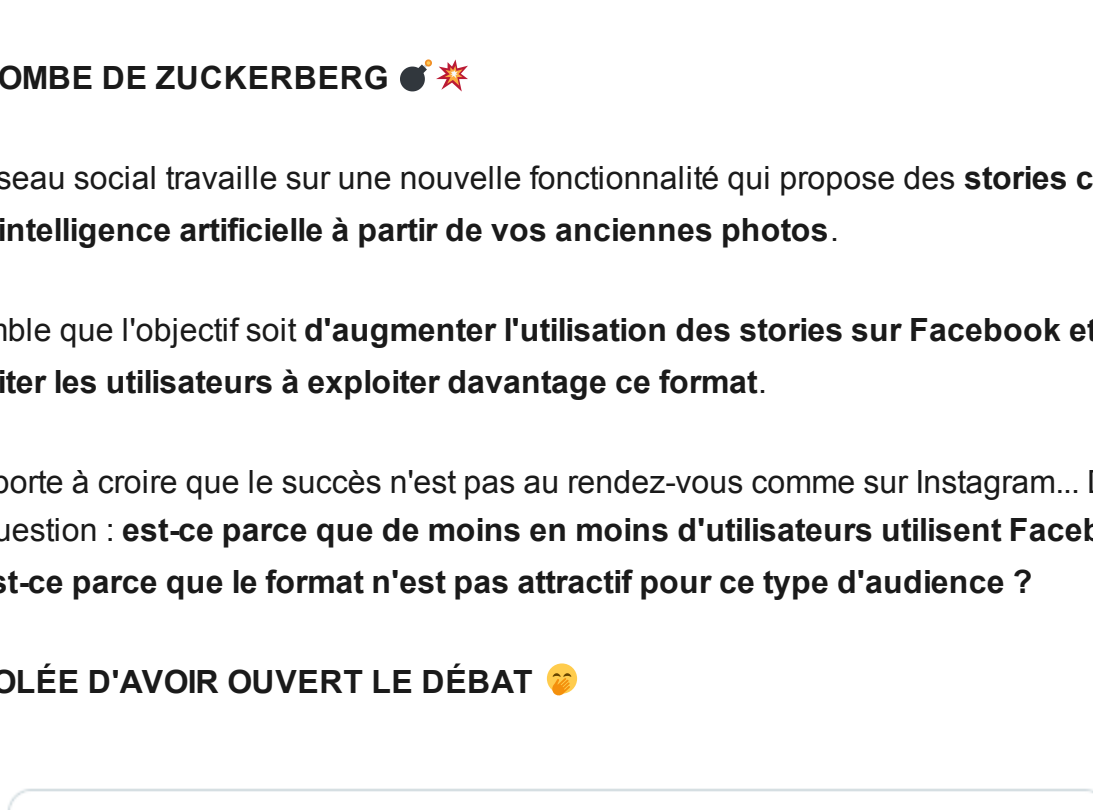 OMBE DE ZUCKERBERG 💣💥
seau social travaille sur une nouvelle fonctionnalité qui propose des stories c
intelligence artificielle à partir de vos anciennes photos.
mble que l'objectif soit d'augmenter l'utilisation des stories sur Facebook et
iter les utilisateurs à exploiter davantage ce format.
porte à croire que le succès n'est pas au rendez-vous comme sur Instagram... D
uestion : est-ce parce que de moins en moins d'utilisateurs utilisent Faceb
st-ce parce que le format n'est pas attractif pour ce type d'audience ?
OLÉE D'AVOIR OUVERT LE DÉBAT 🤭